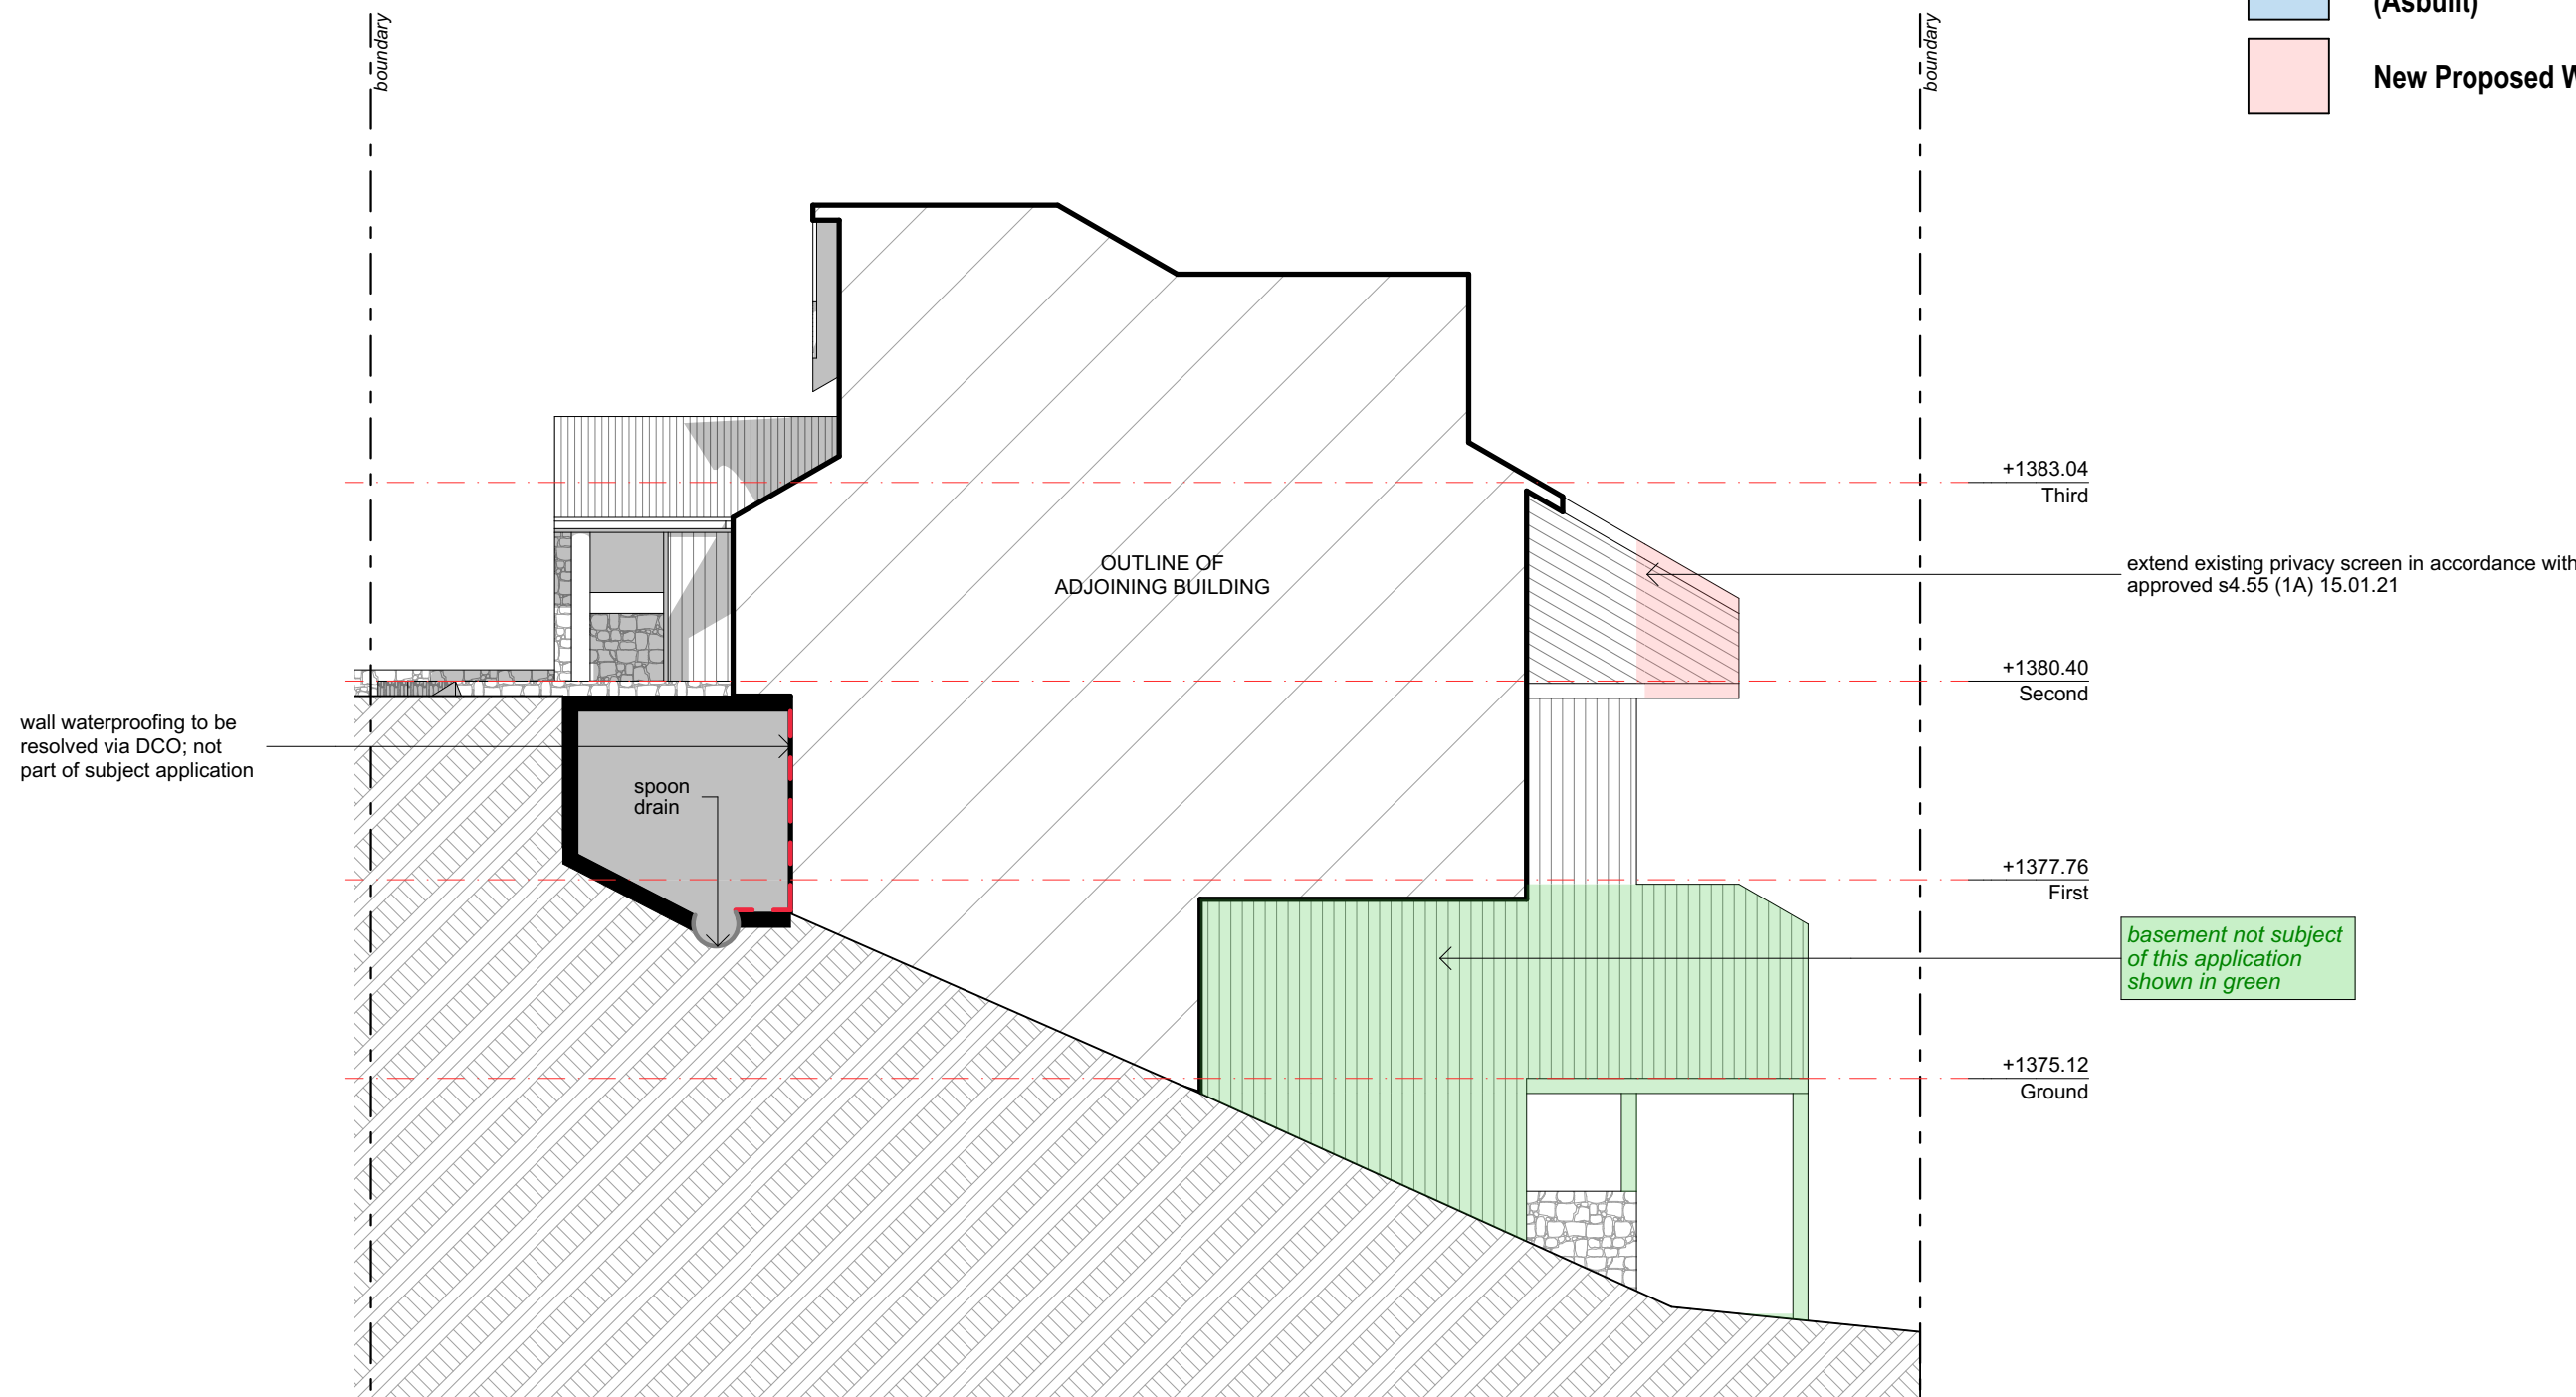 boundary
boundary
(Asbuilt)
New Proposed
+1383.04
Third
OUTLINE OF
ADJOINING BUILDING
extend existing privacy screen in accordance with
approved s4.55 (1A) 15.01.21
+1380.40
Second
wall waterproofing to be
resolved via DCO; not
part of subject application
spoon
drain
+1377.76
First
basement not subject
of this application
shown in green
+1375.12
Ground